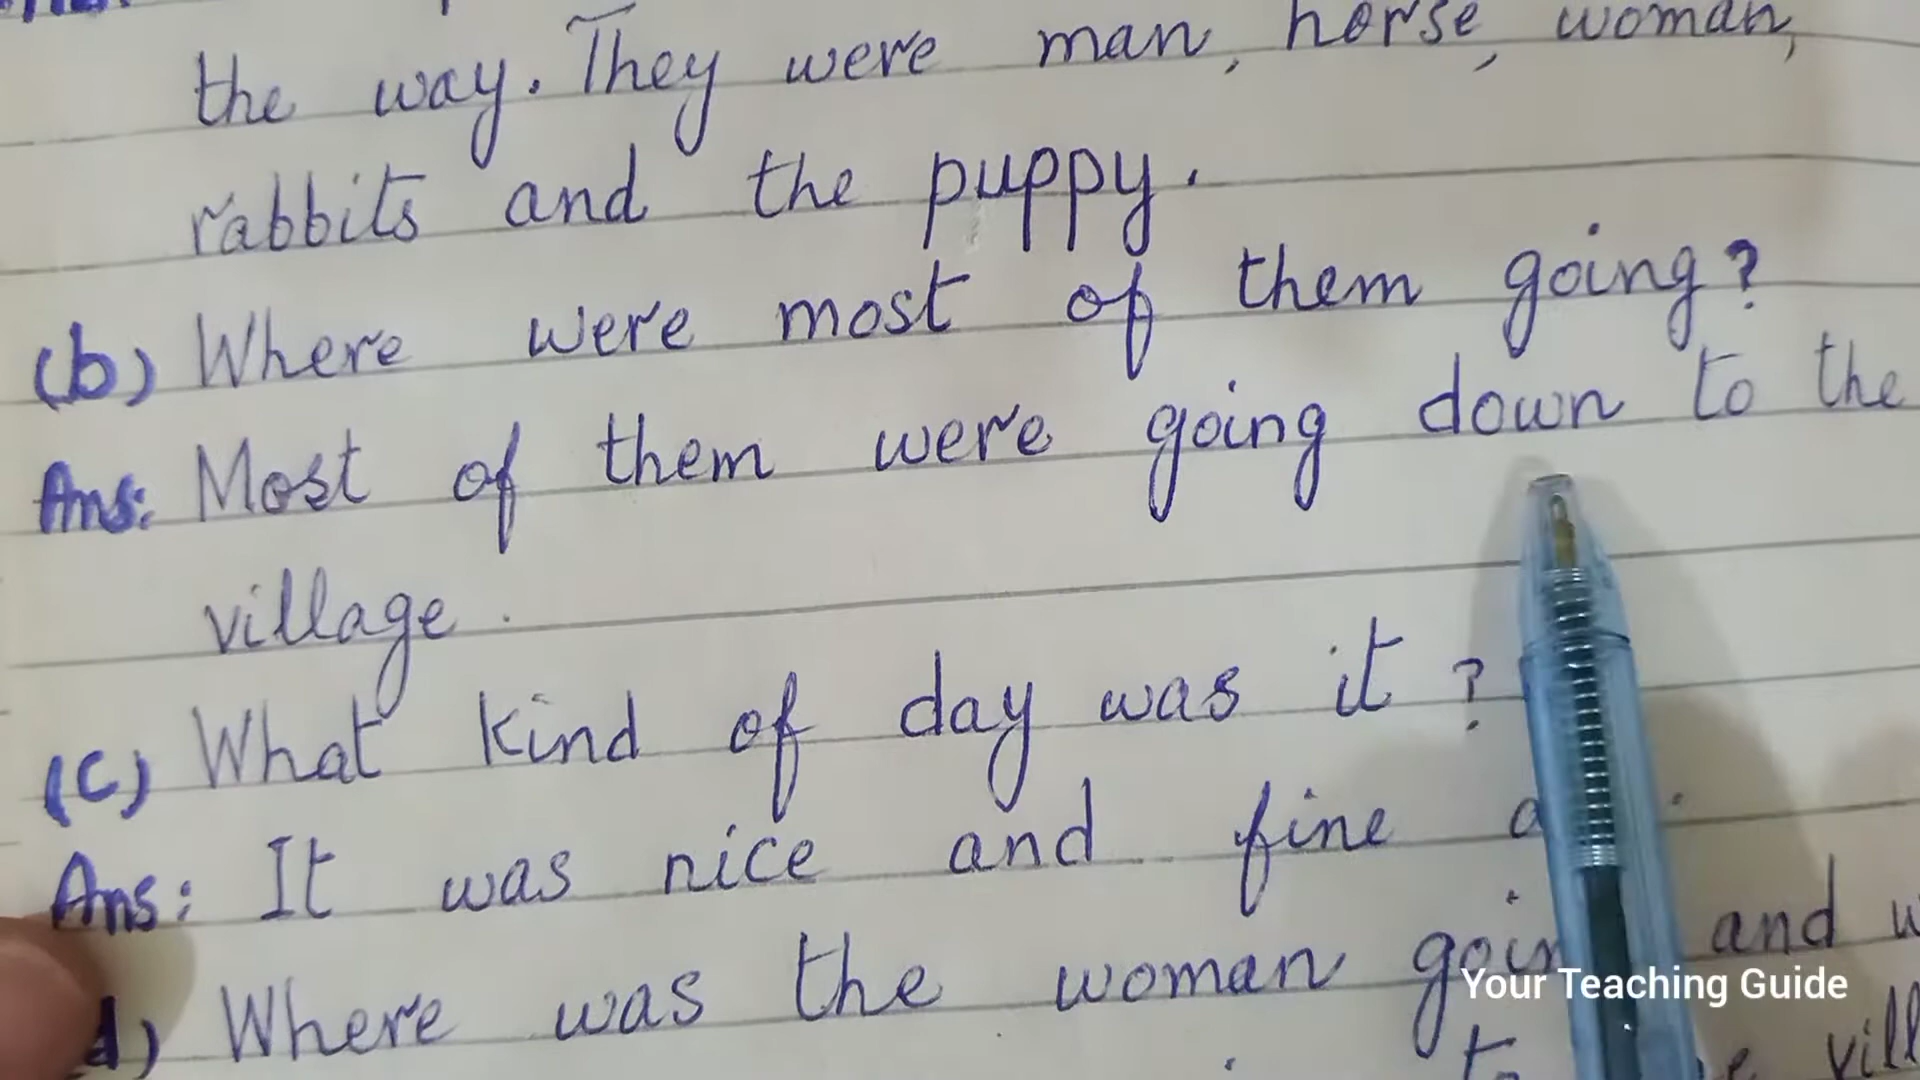 the way. They were man, horse, woman,
rabbits and the puppy.
(b) Where were most of them going?
Ans: Most of them were going down to the
village.
(c) What kind of day was it?
Ans: It was nice and fine
d) Where was the woman and
Your Teaching Guide
to